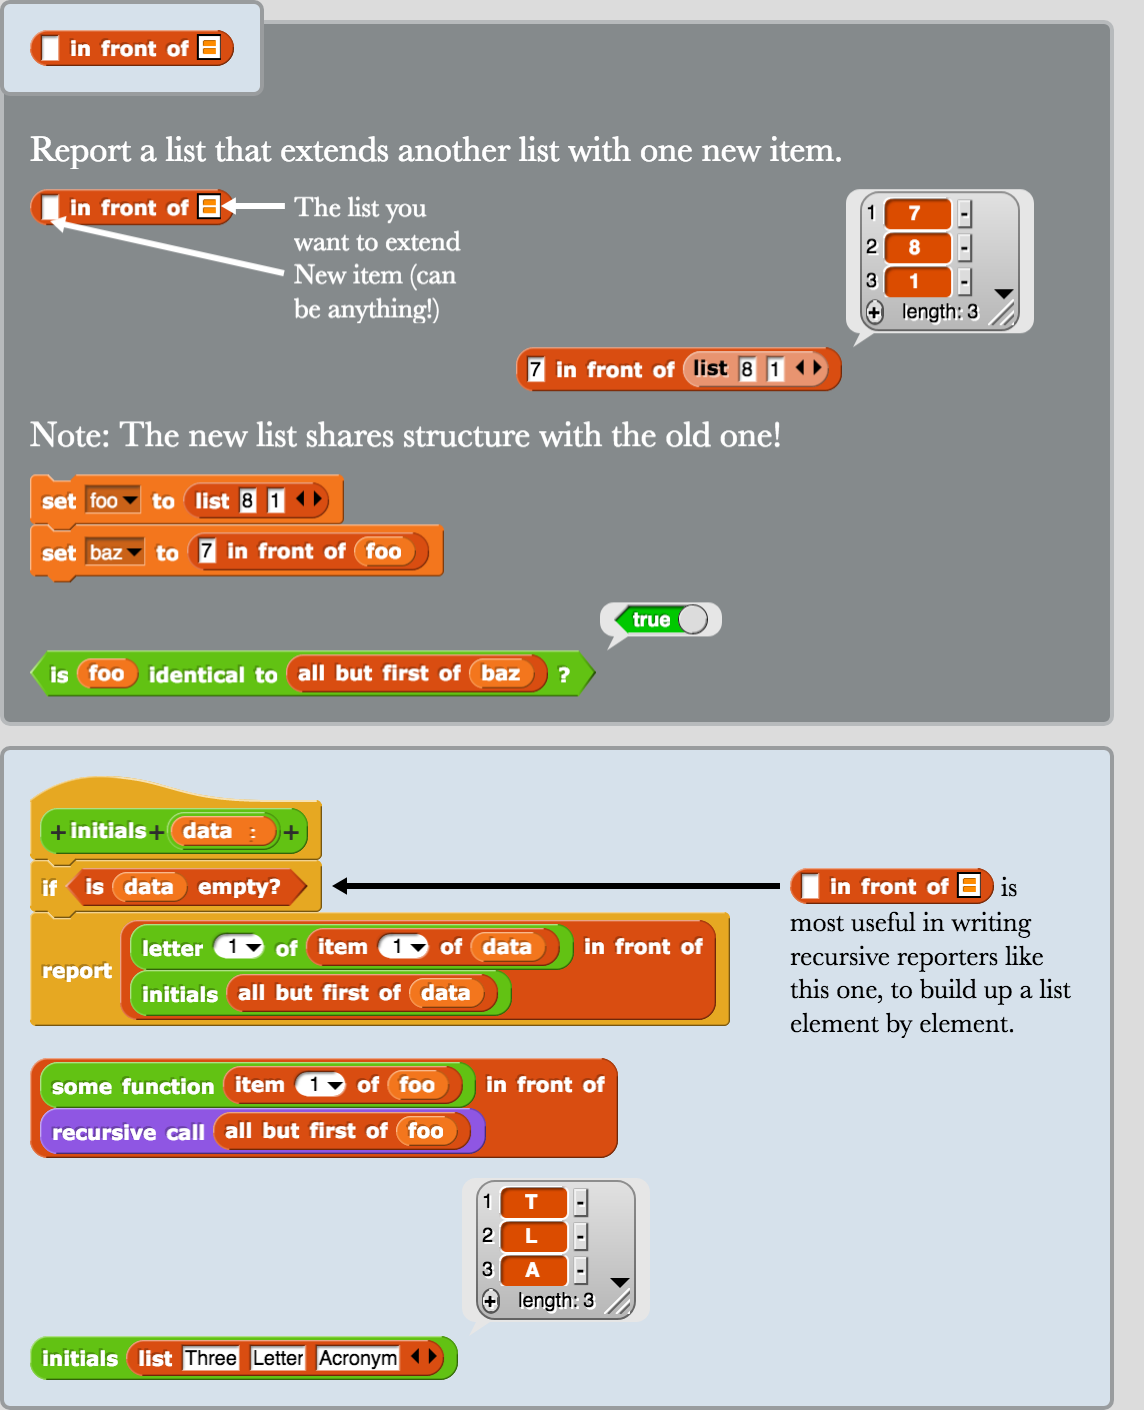 in front of
Report a list that extends another list with one new item.
in front of
The list you
want to extend
New item (can
be anything!)
1 7 -
2 8 -
3 1 -
+ length: 3
7 in front of list 8 1
Note: The new list shares structure with the old one!
set foo to list 8 1
set baz to 7 in front of foo
true
is foo identical to all but first of baz ?
+ initials + data : +
if is data empty?
report letter 1 of item 1 of data in front of
initials all but first of data
in front of is
most useful in writing
recursive reporters like
this one, to build up a list
element by element.
some function item 1 of foo in front of
recursive call all but first of foo
1 T -
2 L -
3 A -
+ length: 3
initials list Three Letter Acronym